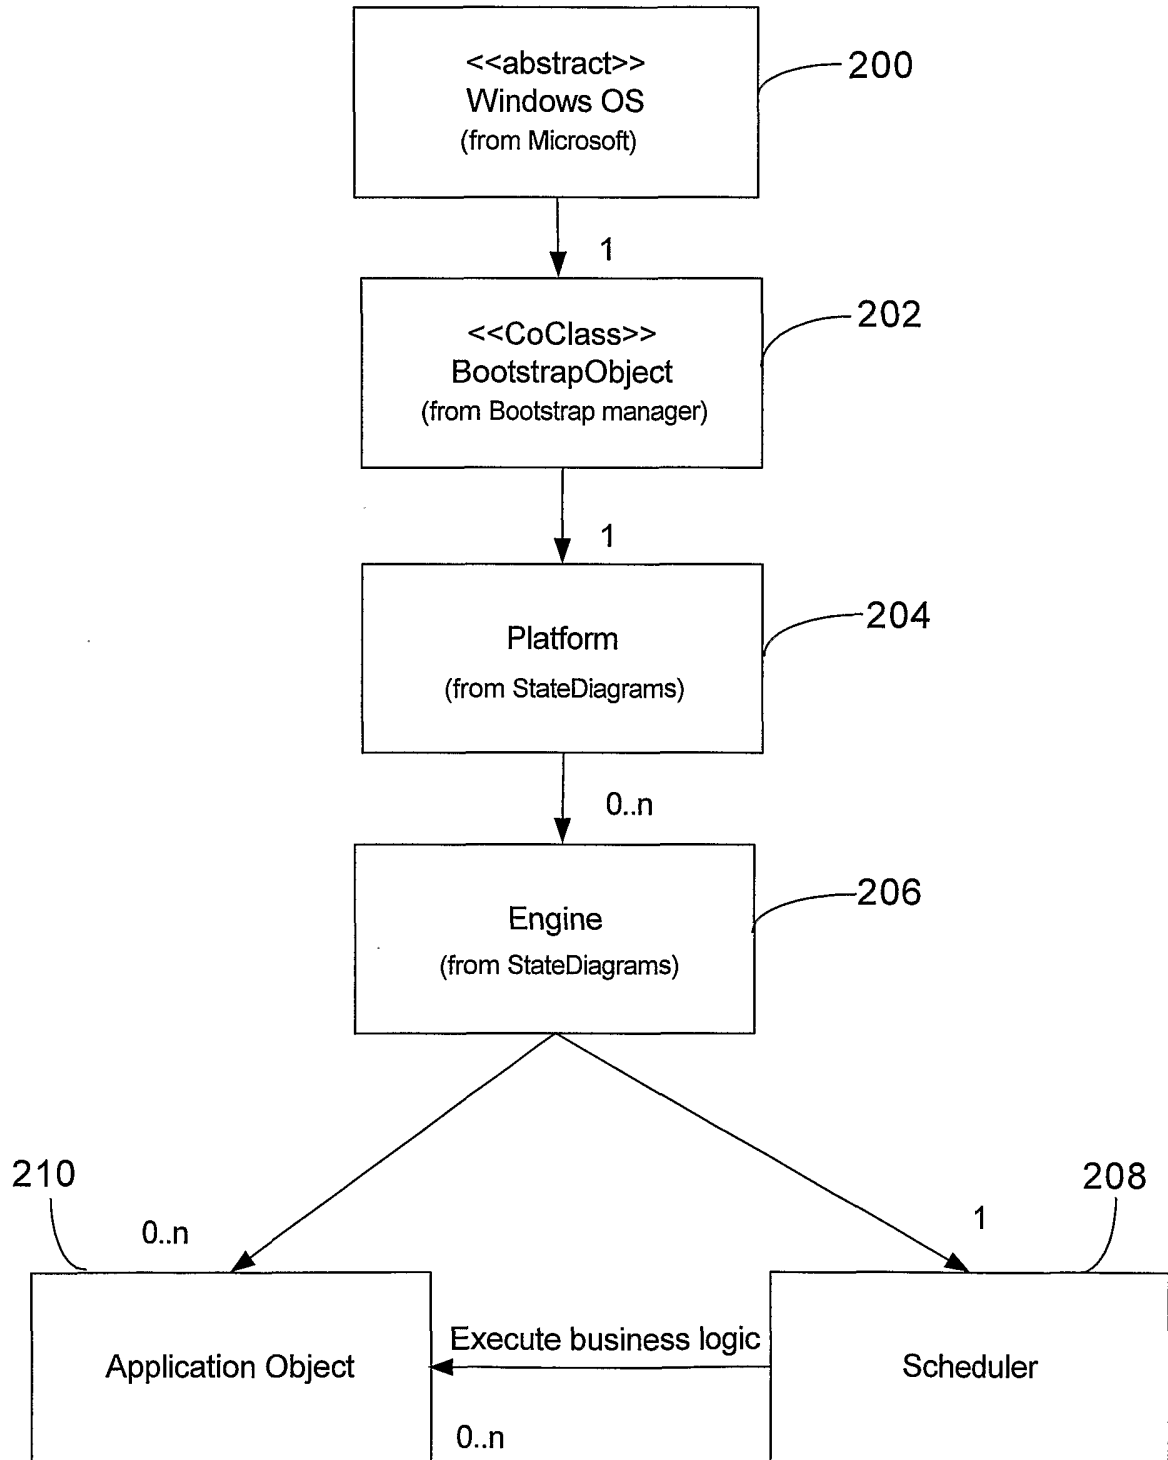 <<abstract>>
Windows OS
(from Microsoft)
200
1
<<CoClass>>
BootstrapObject
(from Bootstrap manager)
202
1
Platform
(from StateDiagrams)
204
0..n
Engine
(from StateDiagrams)
206
210
208
0..n
1
Application Object
Execute business logic
0..n
Scheduler